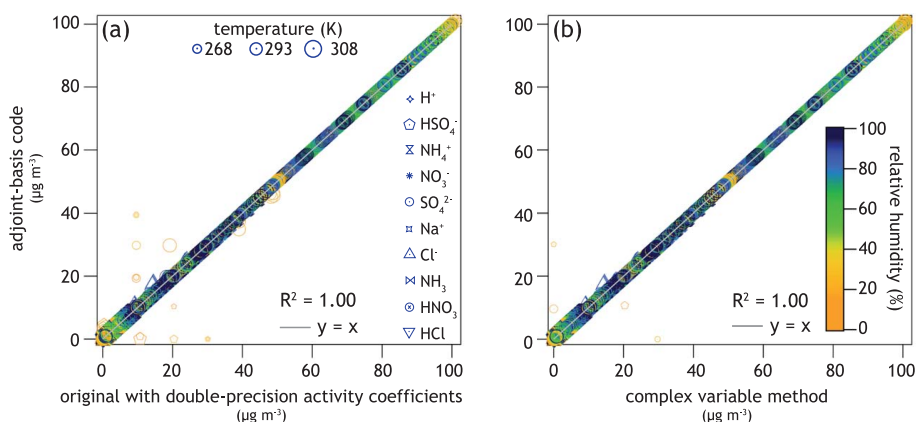 (a)
temperature (K)
268 293 308
100
80
60
40
20
0
adjoint-basis code
(µg m⁻³)
H⁺
HSO₄⁻
NH₄⁺
NO₃⁻
SO₄²⁻
Na⁺
Cl⁻
NH₃
HNO₃
HCl
R² = 1.00
y = x
0 20 40 60 80 100
original with double-precision activity coefficients
(µg m⁻³)
(b)
100
80
60
40
20
0
relative humidity (%)
R² = 1.00
y = x
100
80
60
40
20
0
0 20 40 60 80 100
complex variable method
(µg m⁻³)